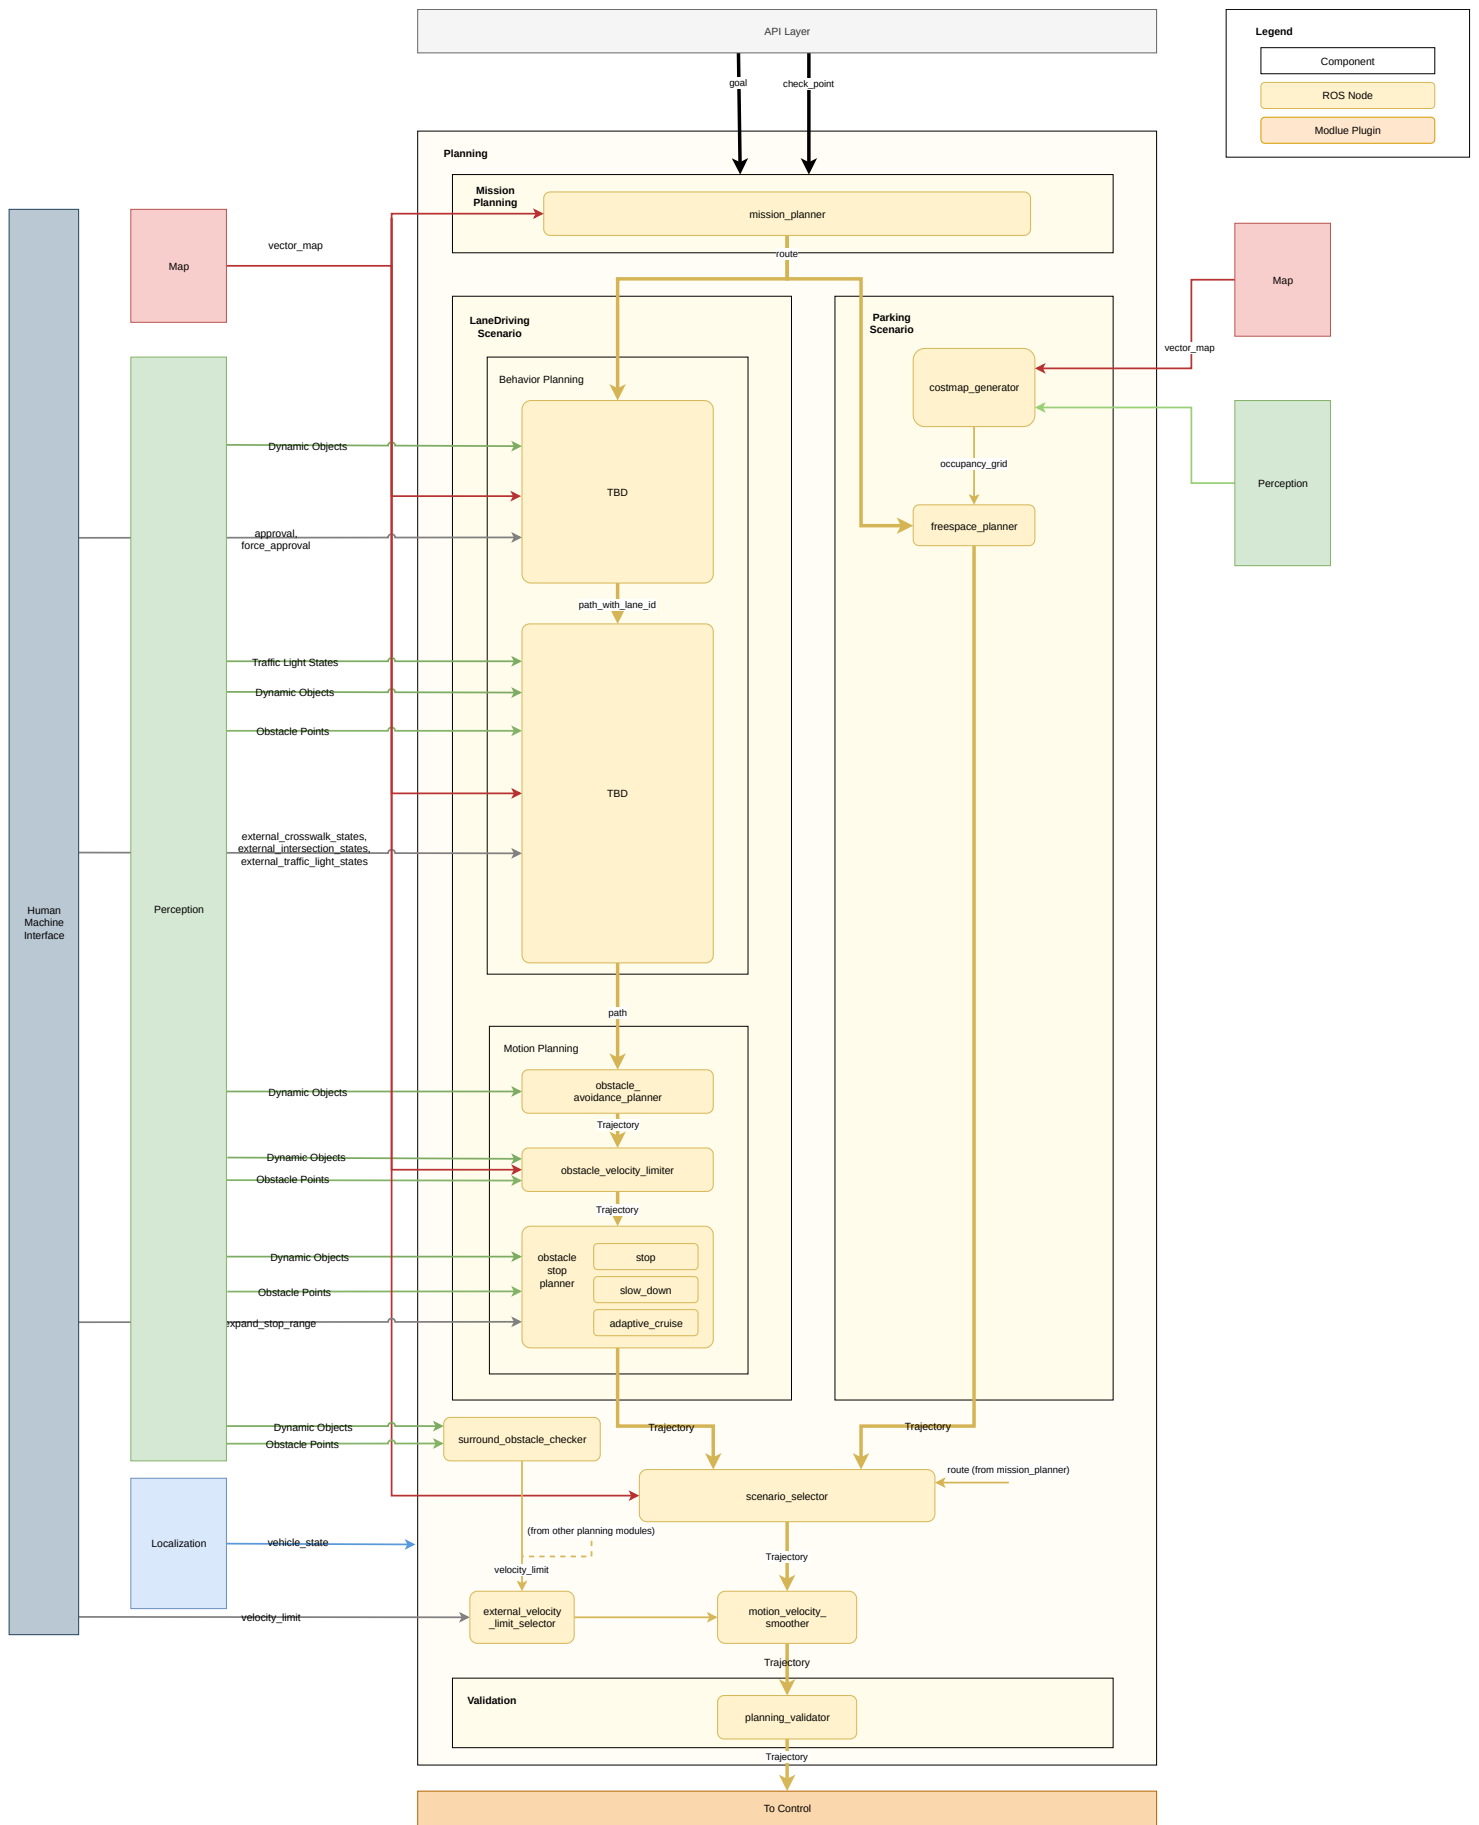 API Layer
Legend
Component
ROS Node
Modlue Plugin
goal
check_point
Planning
Mission
Planning
mission_planner
route
Map
vector_map
Map
vector_map
LaneDriving
Scenario
Parking
Scenario
costmap_generator
Behavior Planning
Perception
occupancy_grid
freespace_planner
Dynamic Objects
TBD
approval,
force_approval
path_with_lane_id
Traffic Light States
Dynamic Objects
Obstacle Points
TBD
external_crosswalk_states,
external_intersection_states,
external_traffic_light_states
Human
Machine
Interface
Perception
path
Motion Planning
Dynamic Objects
obstacle_
avoidance_planner
Trajectory
Dynamic Objects
Obstacle Points
obstacle_velocity_limiter
Trajectory
Dynamic Objects
Obstacle Points
expand_stop_range
obstacle
stop
planner
stop
slow_down
adaptive_cruise
Dynamic Objects
Obstacle Points
surround_obstacle_checker
Trajectory
Trajectory
scenario_selector
route (from mission_planner)
Localization
vehicle_state
(from other planning modules)
velocity_limit
Trajectory
velocity_limit
external_velocity
_limit_selector
motion_velocity_
smoother
Trajectory
Validation
planning_validator
Trajectory
To Control